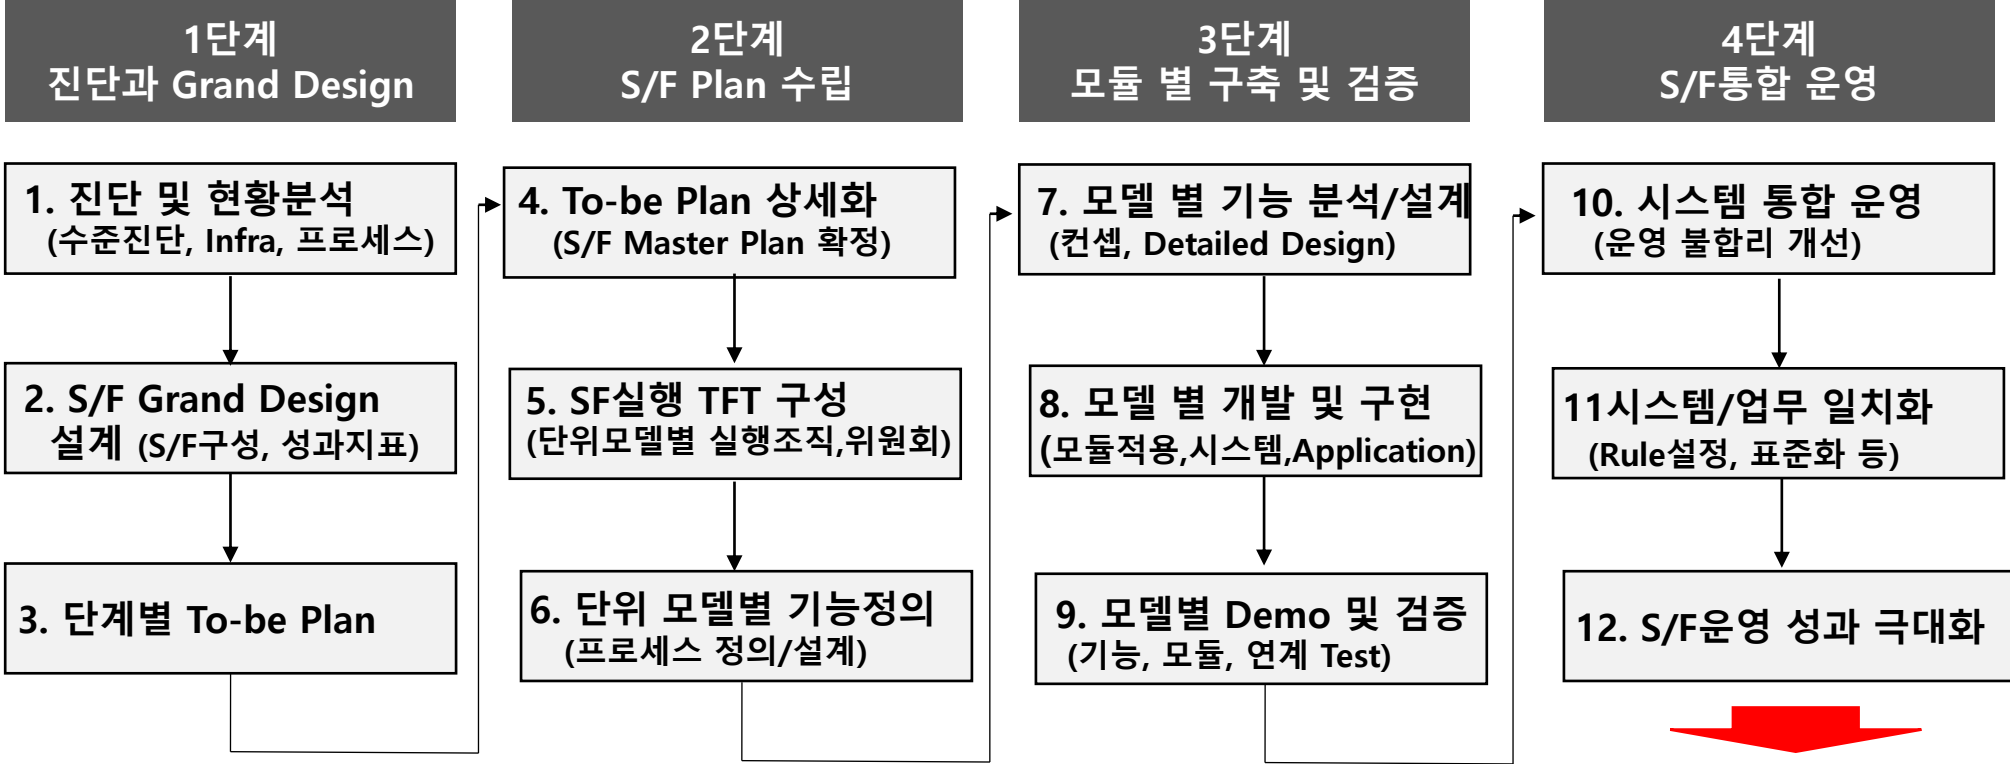 1단계
진단과 Grand Design
2단계
S/F Plan 수립
3단계
모듈 별 구축 및 검증
4단계
S/F통합 운영
1. 진단 및 현황분석
(수준진단, Infra, 프로세스)
2. S/F Grand Design
설계 (S/F구성, 성과지표)
3. 단계별 To-be Plan
4. To-be Plan 상세화
(S/F Master Plan 확정)
5. SF실행 TFT 구성
(단위모델별 실행조직,위원회)
6. 단위 모델별 기능정의
(프로세스 정의/설계)
7. 모델 별 기능 분석/설계
(컨셉, Detailed Design)
8. 모델 별 개발 및 구현
(모듈적용,시스템,Application)
9. 모델별 Demo 및 검증
(기능, 모듈, 연계 Test)
10. 시스템 통합 운영
(운영 불합리 개선)
11시스템/업무 일치화
(Rule설정, 표준화 등)
12. S/F운영 성과 극대화